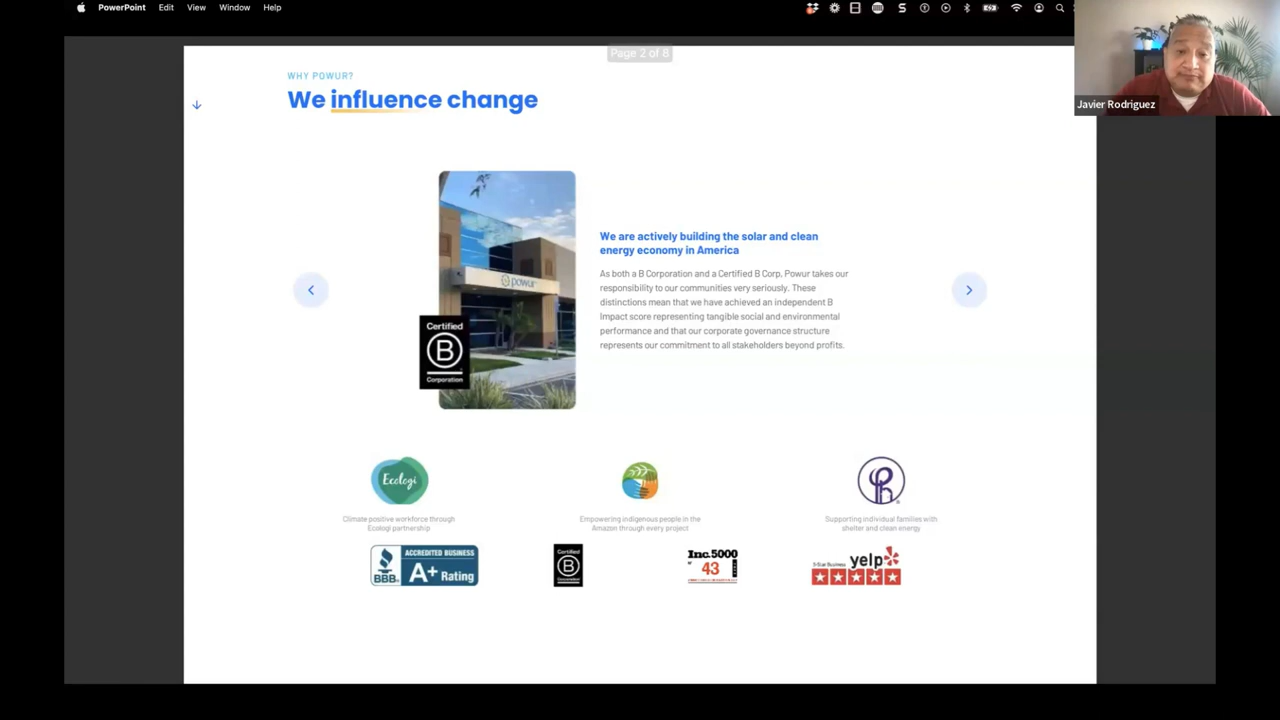 PowerPoint Edit View Window Help
Page 2 of 8
WHY POWUR?
We influence change
Javier Rodriguez
powur
Certified
B
Corporation
We are actively building the solar and clean
energy economy in America
As both a B Corporation and a Certified B Corp, Powur takes our
responsibility to our communities very seriously. These
distinctions mean that we have achieved an independent B
Impact score representing tangible social and environmental
performance and that our corporate governance structure
represents our commitment to all stakeholders beyond profits.
Ecologi
Climate positive workforce through
Ecologi partnership
Empowering indigenous people in the
Amazon through every project
Supporting individual families with
shelter and clean energy
BBB
ACCREDITED BUSINESS
A+ Rating
Certified
B
Corporation
Inc.5000
43
5-Star Business yelp